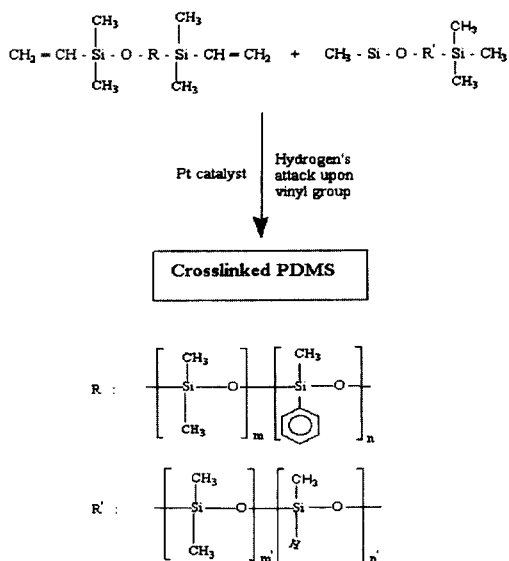 CH₃ CH₃ CH₃
CH₂ = CH - Si - O - R - Si - CH = CH₂ + CH₃ - Si - O - R' - Si - CH₃
CH₃ CH₃ CH₃
Pt catalyst
Hydrogen's
attack upon
vinyl group
Crosslinked PDMS
CH₃ CH₃
R : Si O Si O
CH₃
m n
CH₃ CH₃
R' : Si O Si O
CH₃ H
m' n'